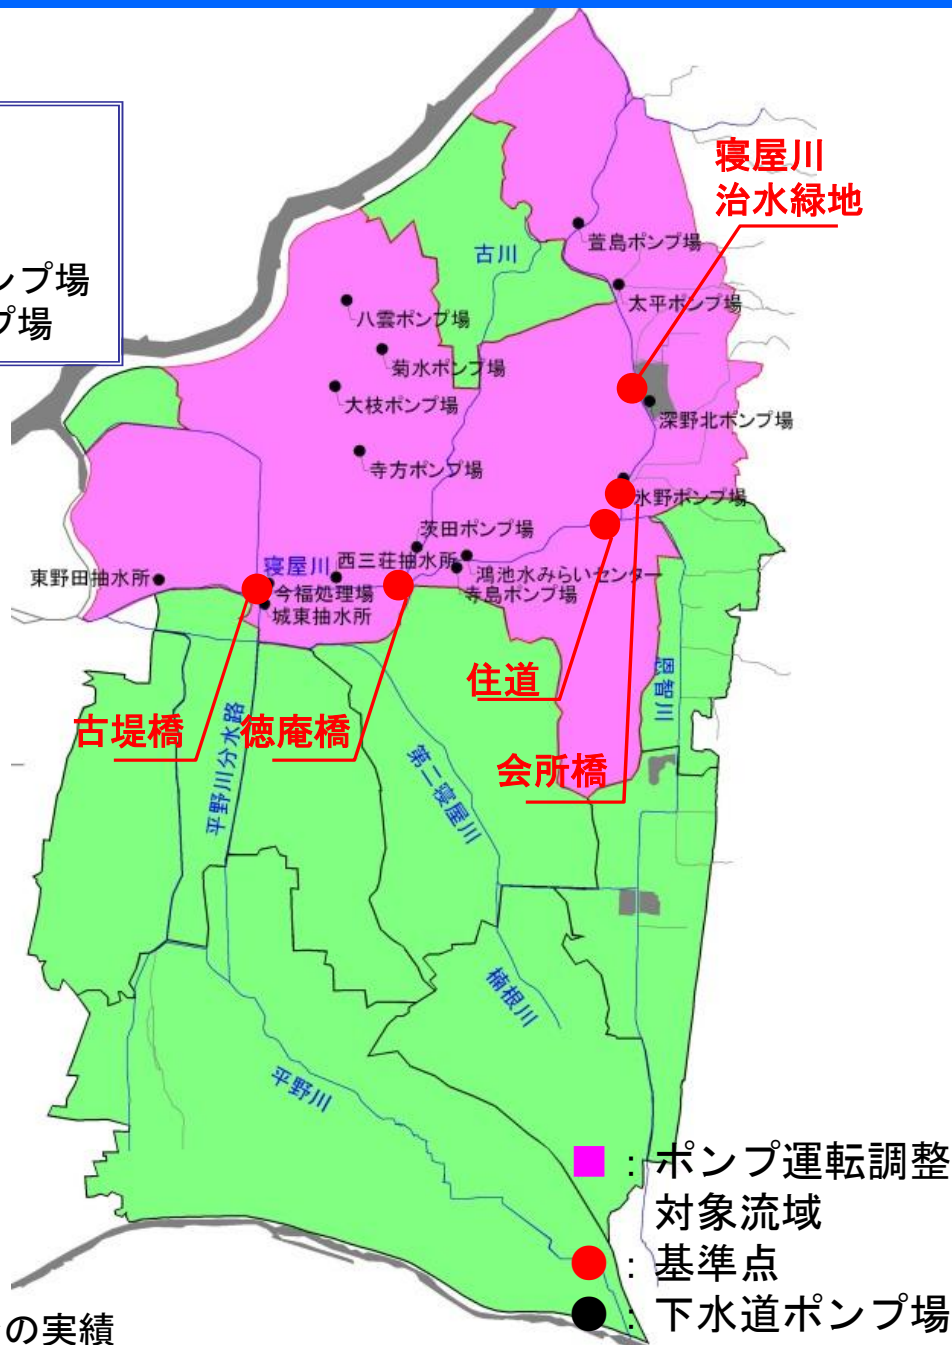 ンプ場
プ場
寝屋川
治水緑地
萱島ポンプ場
古川
太平ポンプ場
八雲ポンプ場
菊水ポンプ場
大枝ポンプ場
深野北ポンプ場
寺方ポンプ場
氷野ポンプ場
茨田ポンプ場
寝屋川
西三荘抽水所
鴻池水みらいセンター
東野田抽水所
今福処理場
寺島ポンプ場
城東抽水所
住道
恩智川
古堤橋
徳庵橋
平野川分水路
第二寝屋川
会所橋
楠根川
平野川
：ポンプ運転調整
対象流域
：基準点
：下水道ポンプ場
の実績